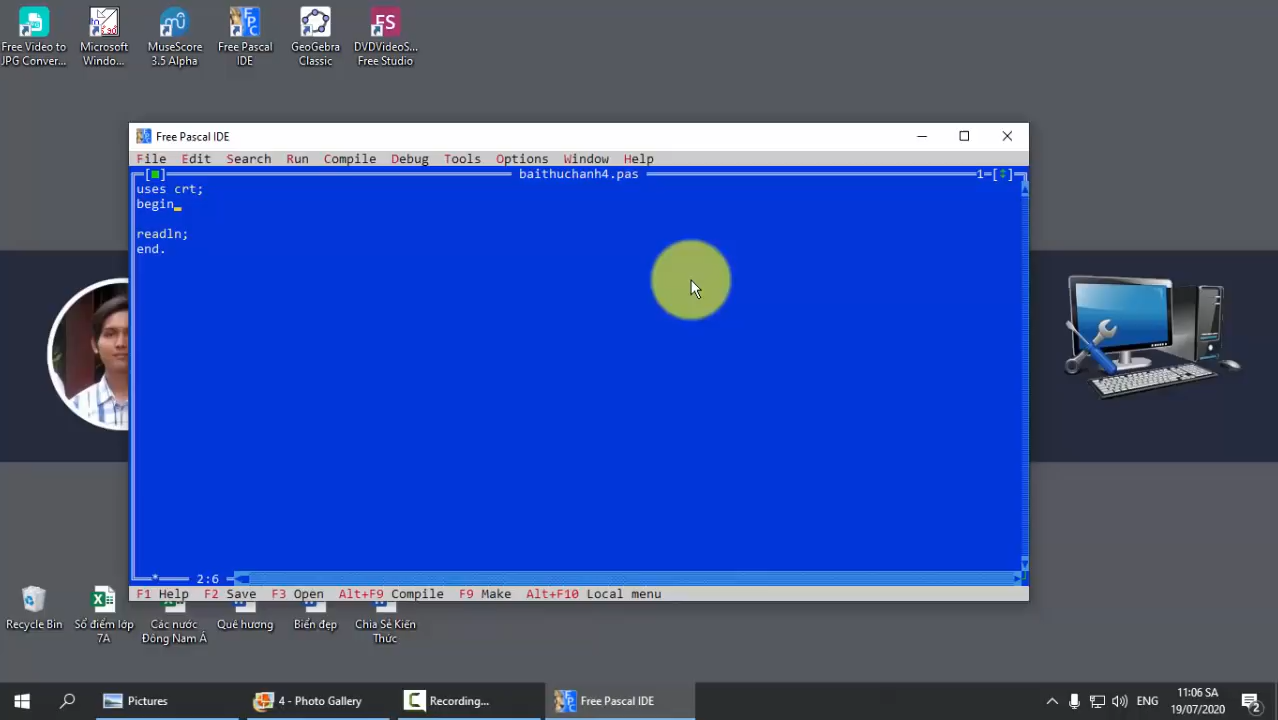 Free Video to
JPG Conver...
Microsoft
Windo...
MuseScore
3.5 Alpha
Free Pascal
IDE
GeoGebra
Classic
DVDVideoS...
Free Studio
Free Pascal IDE
File Edit Search Run Compile Debug Tools Options Window Help
baithuchanh4.pas
1
uses crt;
begin
readln;
end.
2:6
F1 Help F2 Save F3 Open Alt+F9 Compile F9 Make Alt+F10 Local menu
Recycle Bin
Sổ điểm lớp
7A
Các nước
Đông Nam Á
Quê hương
Biển đẹp
Chia Sẻ Kiến
Thức
Pictures
4 - Photo Gallery
Recording...
Free Pascal IDE
ENG
11:06 SA
19/07/2020
2